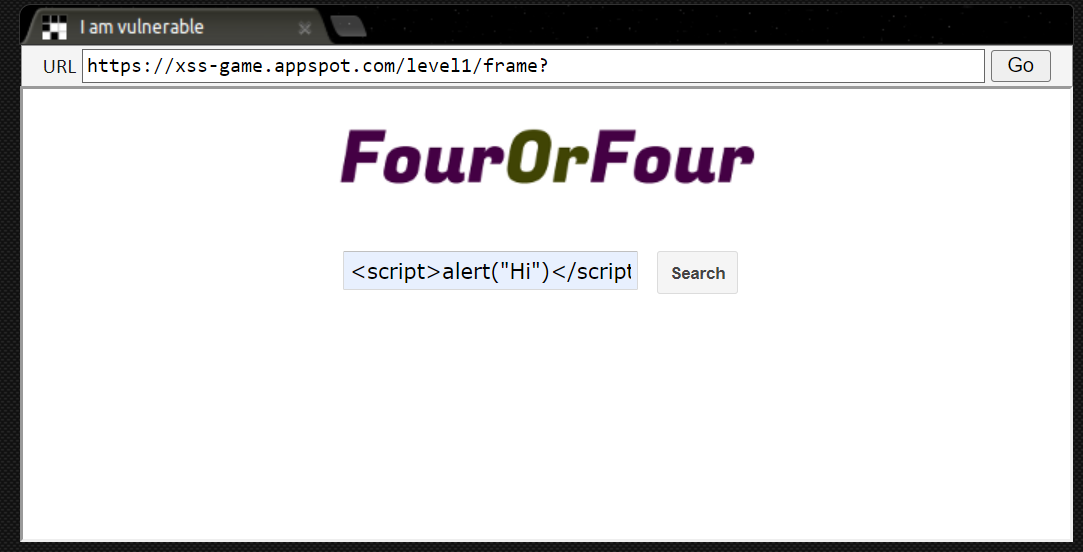 I am vulnerable
URL https://xss-game.appspot.com/level1/frame? Go
FourOrFour
<script>alert("Hi")</script Search